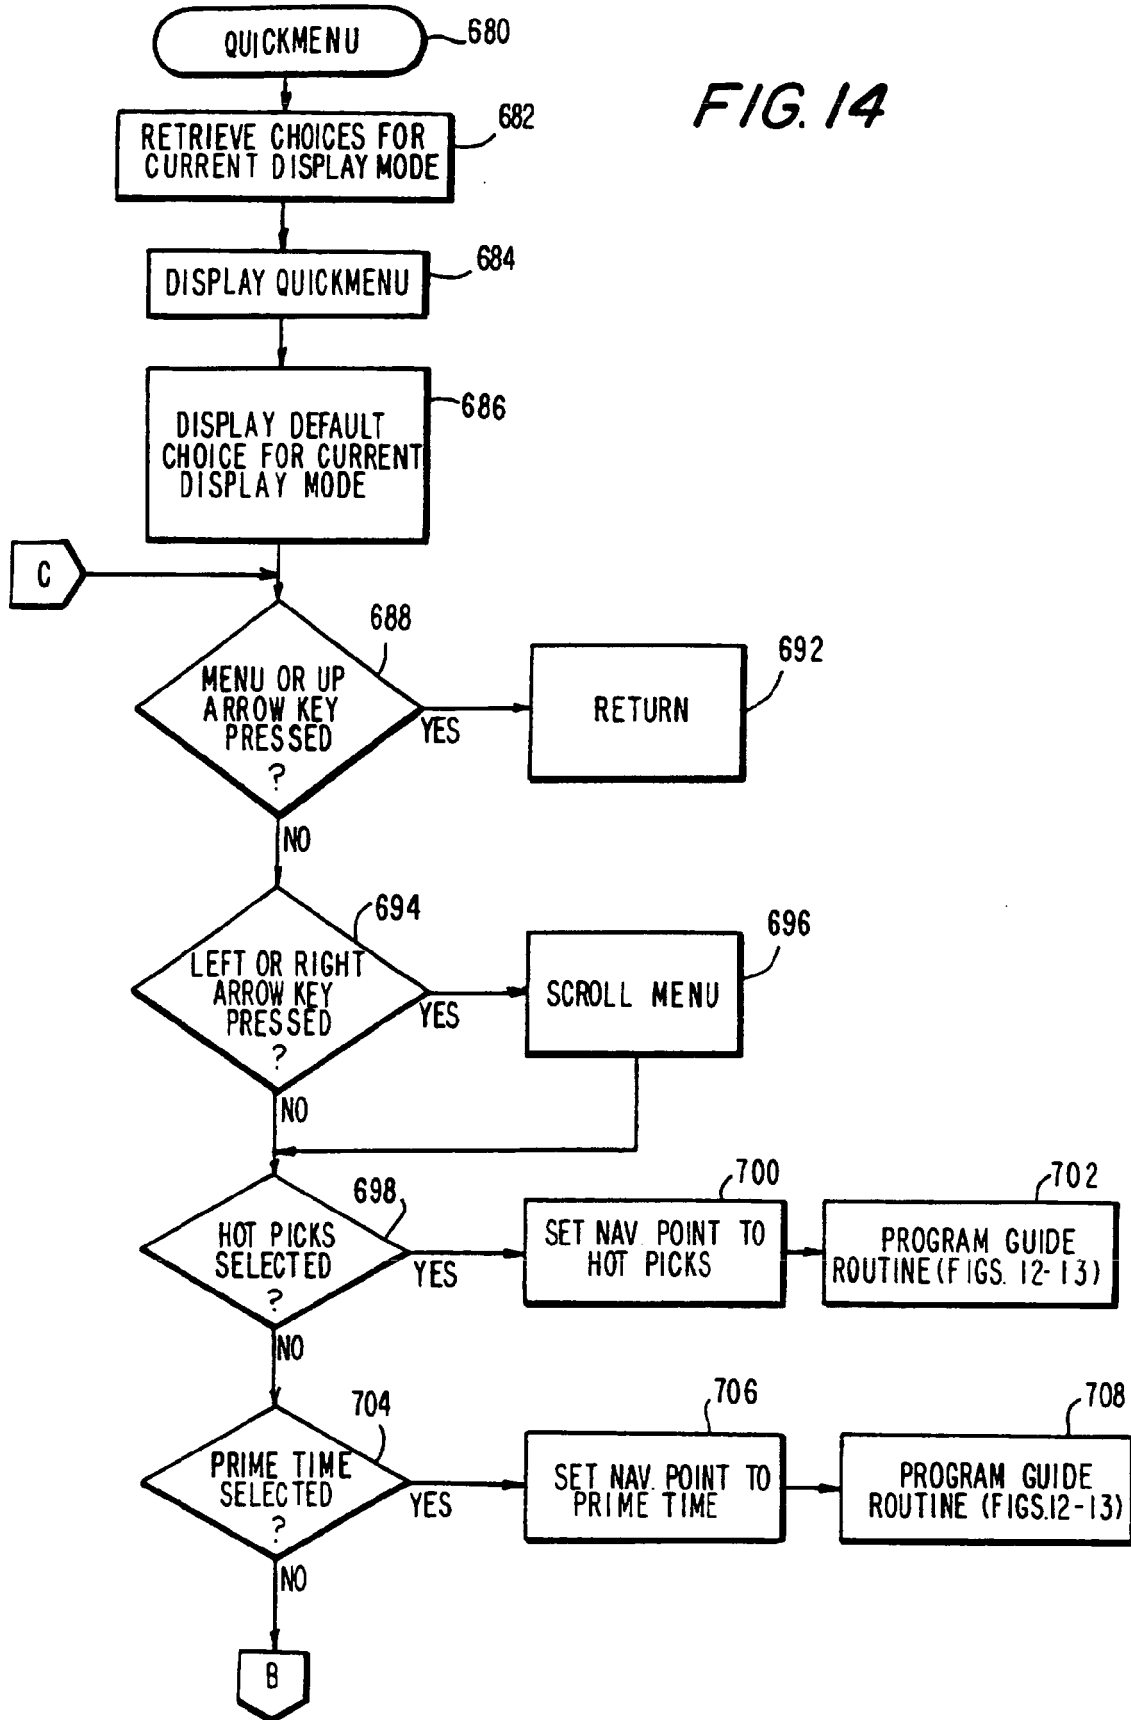 QUICKMENU
680
FIG. 14
RETRIEVE CHOICES FOR
CURRENT DISPLAY MODE
682
DISPLAY QUICKMENU
684
DISPLAY DEFAULT
CHOICE FOR CURRENT
DISPLAY MODE
686
C
MENU OR UP
ARROW KEY
PRESSED
?
688
YES
RETURN
692
NO
LEFT OR RIGHT
ARROW KEY
PRESSED
?
694
YES
SCROLL MENU
696
NO
HOT PICKS
SELECTED
?
698
YES
SET NAV. POINT TO
HOT PICKS
700
PROGRAM GUIDE
ROUTINE (FIGS. 12-13)
702
NO
PRIME TIME
SELECTED
?
704
YES
SET NAV. POINT TO
PRIME TIME
706
PROGRAM GUIDE
ROUTINE (FIGS.12-13)
708
NO
B